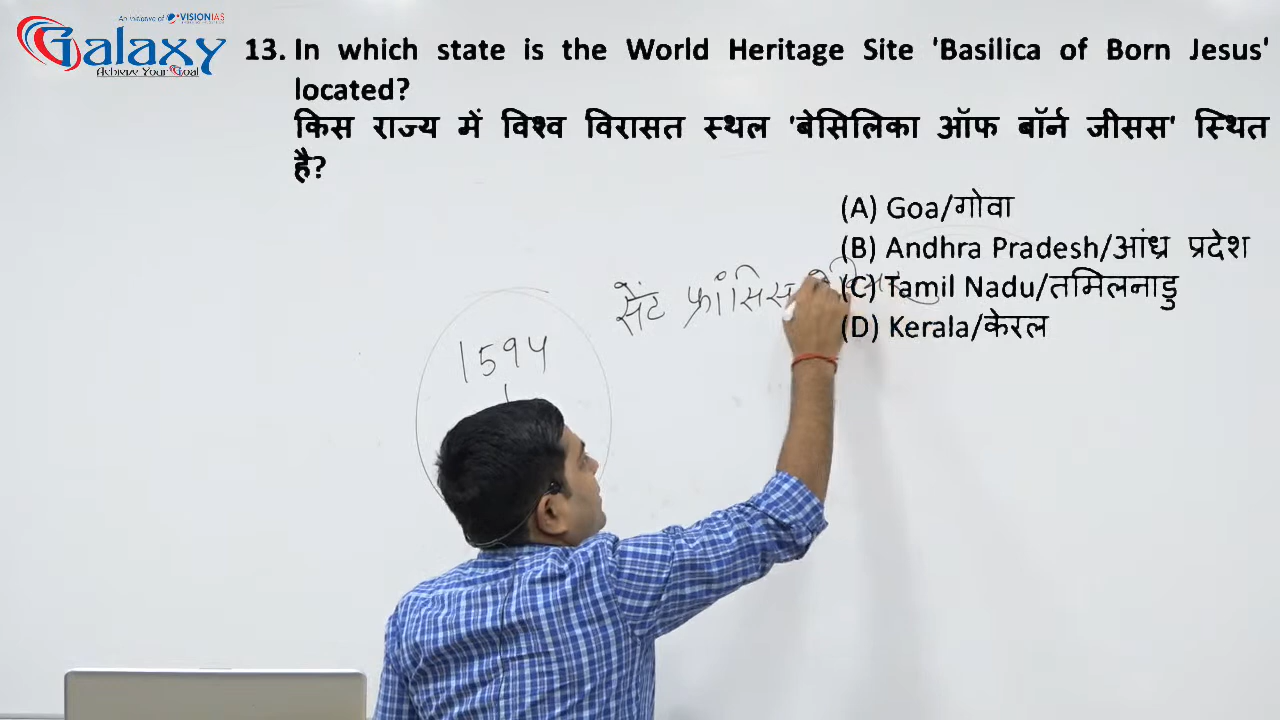 An Initiative of VISIONIAS
Galaxy
Achieve Your Goal
13. In which state is the World Heritage Site 'Basilica of Born Jesus'
located?
किस राज्य में विश्व विरासत स्थल 'बेसिलिका ऑफ बॉर्न जीसस' स्थित
है?
(A) Goa/गोवा
(B) Andhra Pradesh/आंध्र प्रदेश
(C) Tamil Nadu/तमिलनाडु
(D) Kerala/केरल
सेंट फ्रांसिस
1594